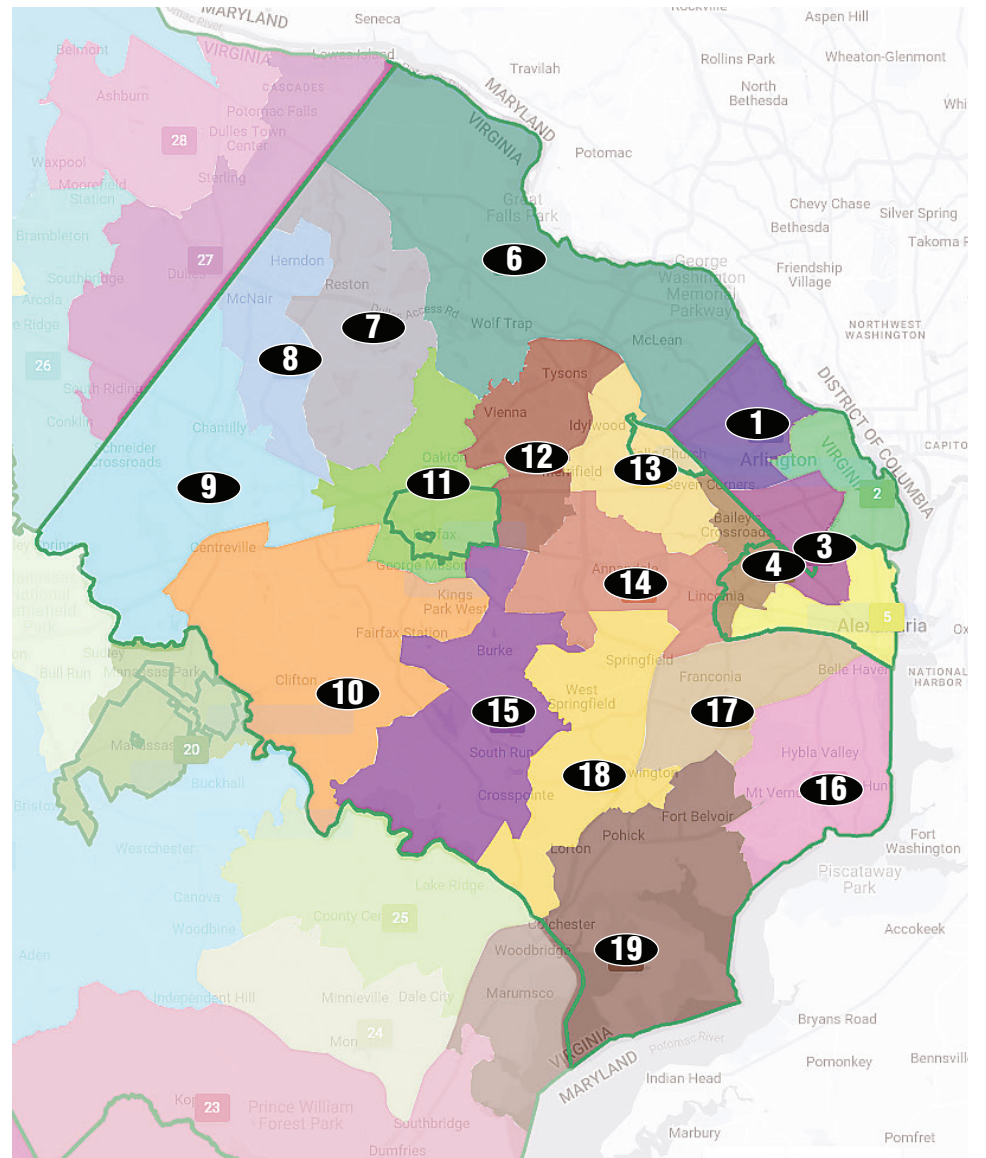 MARYLAND
Seneca
Rockville
Aspen Hill
Belmont
VIRGINIA
Lowes Island
Travilah
Rollins Park
Wheaton-Glenmont
Ashburn
CASCADES
Potomac Falls
MARYLAND
North
Bethesda
Whi
28
Dulles Town
Center
VIRGINIA
Potomac
Waxpool
Moorefield
Station
Sterling
Great
Falls Park
Chevy Chase
Silver Spring
Bethesda
Takoma P
Brambleton
27
Dulles
Herndon
6
George
Washington
Memorial
Parkway
Friendship
Village
Southbridge
Arcola
McNair
Reston
Dulles Access Rd
e Ridge
7
Wolf Trap
McLean
NORTHWEST
WASHINGTON
26
8
Tysons
DISTRICT OF COLUMBIA
South Riding
Vienna
Conklin
Chantilly
Idylwood
1
Schneider
Crossroads
Oakton
12
Falls Church
Arlington
VIRGINIA
CAPITO
9
11
13
Seven Corners
2
Bailey's
Crossroads
Centreville
Fairfax
3
George Mason
Annandale
4
14
Lincolnia
Kings
Park West
5
Alexandria
Ox
Fairfax Station
Sudley
Burke
Springfield
Bull Run
Manassas Park
Franconia
Belle Haven
NATIONAL
HARBOR
Clifton
10
West
Springfield
15
17
Manassas
20
South Run
Hybla Valley
Buckhall
18
16
Bristow
Crosspointe
Mt Vernon
Fort Belvoir
Pohick
Westchester
Lorton
Fort
Washington
Lake Ridge
Piscataway
Park
Canova
25
County Cen
Woodbine
Colchester
Accokeek
Aden
Woodbridge
19
Independent Hill
Minnieville
Dale City
Marumsco
24
Bryans Road
VIRGINIA
Potomac River
MARYLAND
Pomonkey
Bennsvill
Indian Head
23
Prince William
Forest Park
Southbridge
Marbury
Pomfret
Dumfries